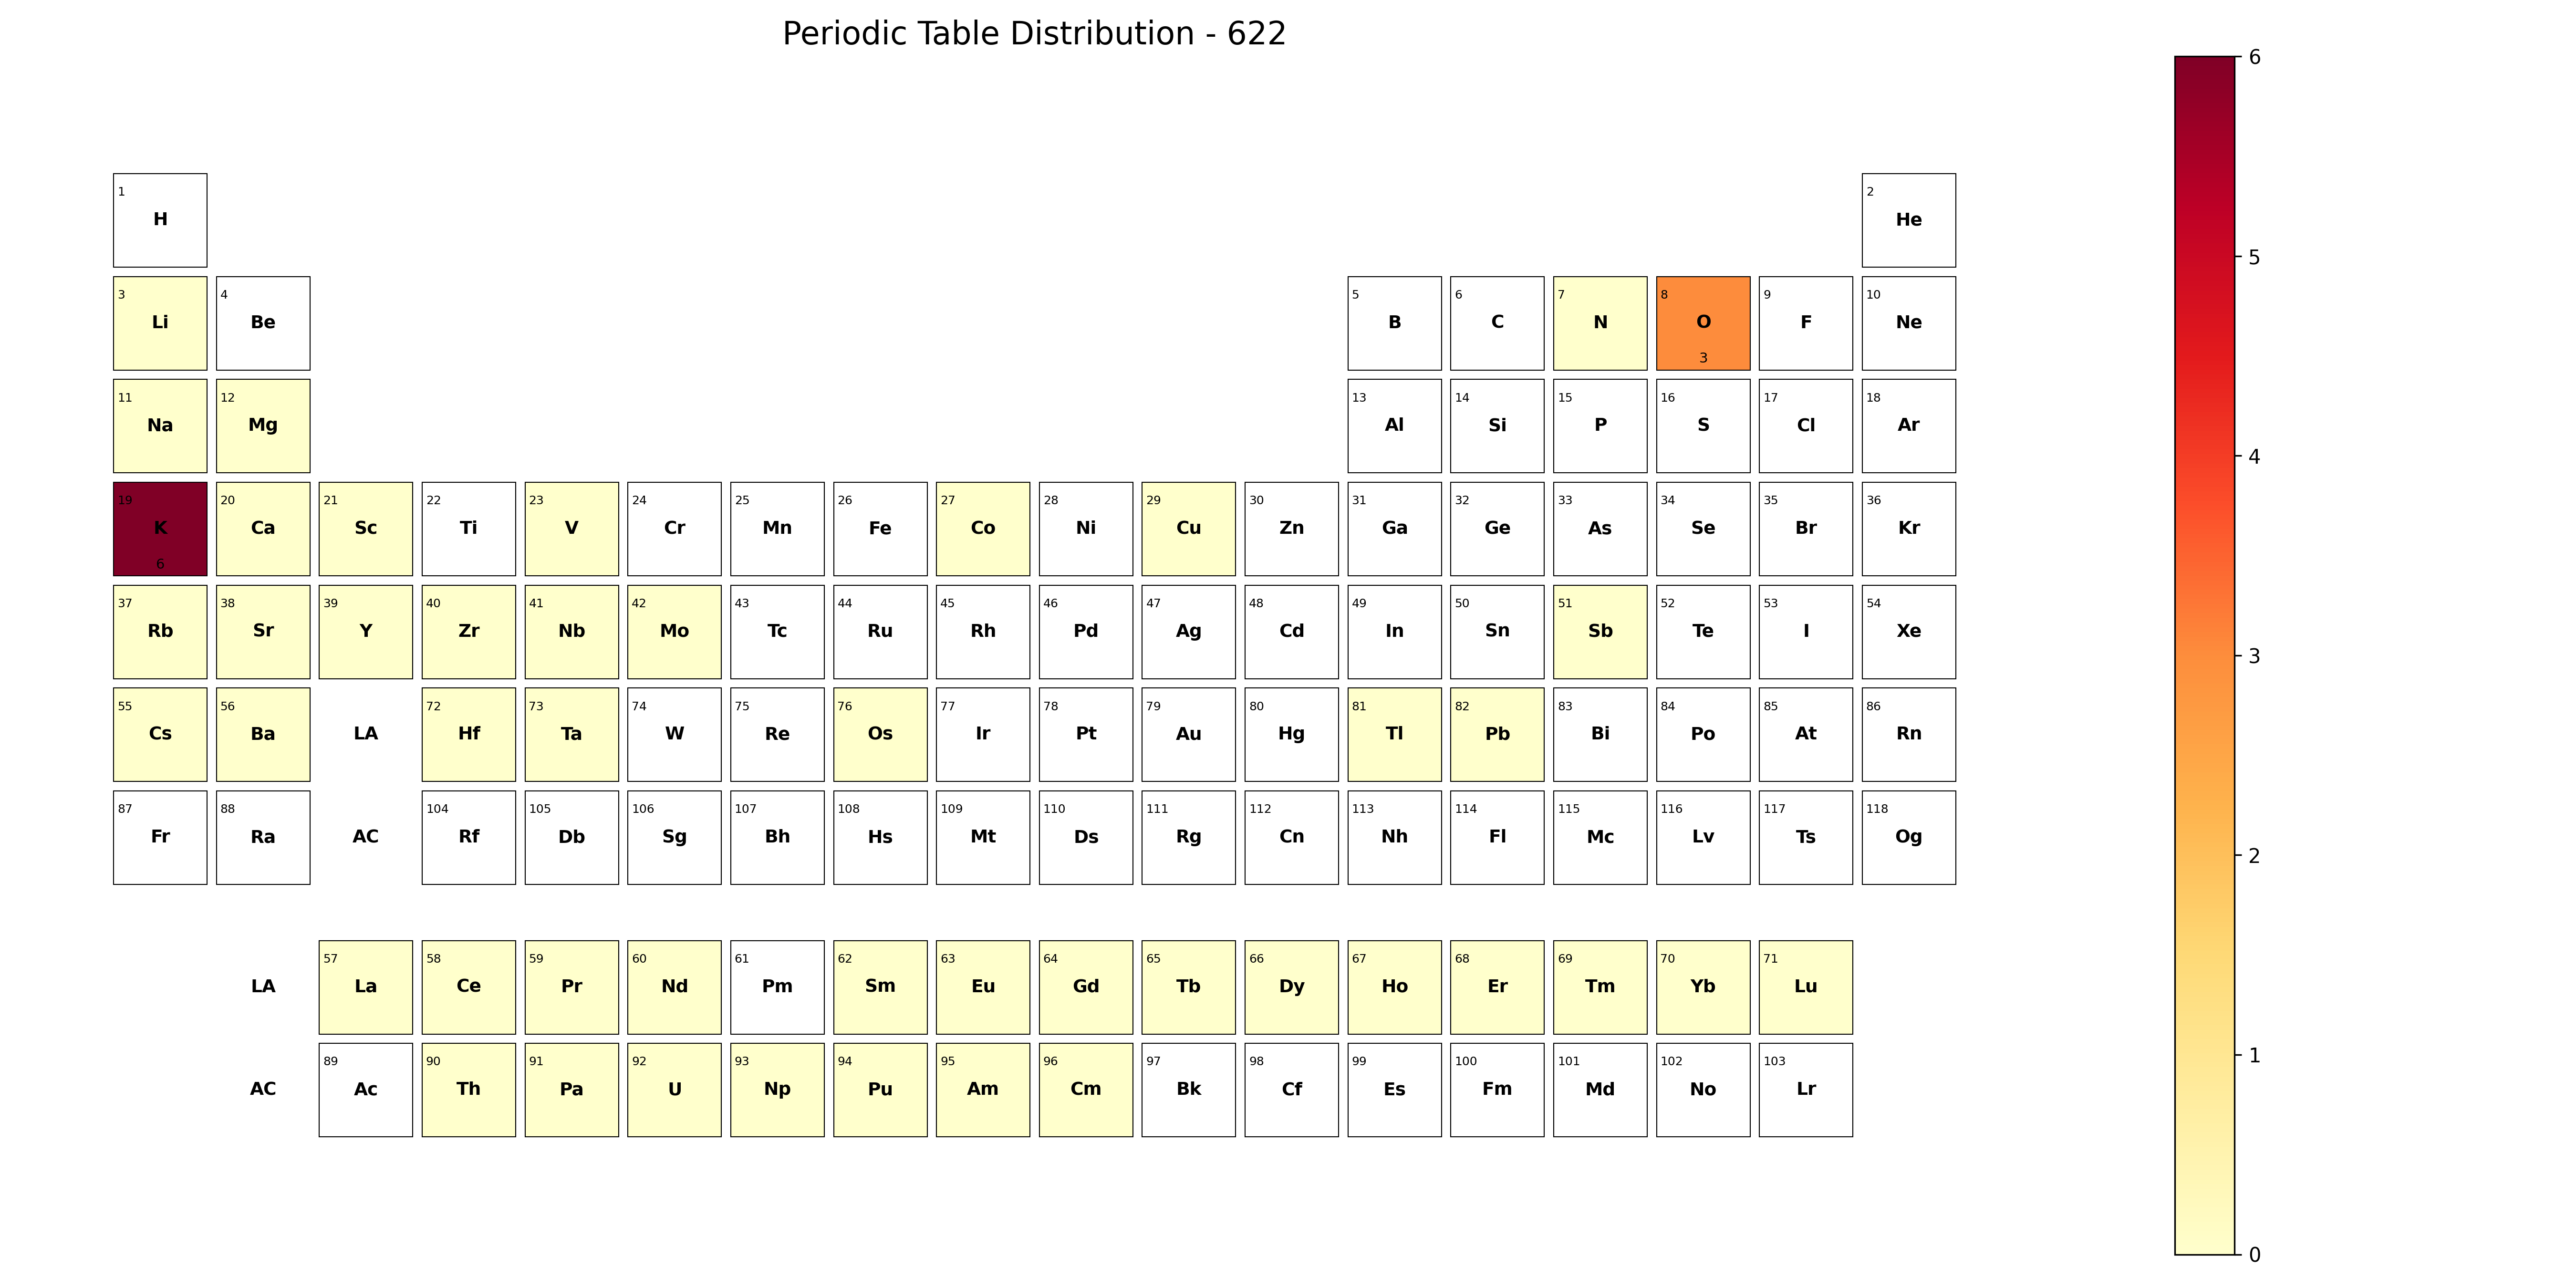 Periodic Table Distribution - 622
6
5
4
3
2
1
0
1 2
H He
3 4 5 6 7 8 9 10
Li Be B C N O F Ne
3
11 12 13 14 15 16 17 18
Na Mg Al Si P S Cl Ar
19 20 21 22 23 24 25 26 27 28 29 30 31 32 33 34 35 36
K Ca Sc Ti V Cr Mn Fe Co Ni Cu Zn Ga Ge As Se Br Kr
6
37 38 39 40 41 42 43 44 45 46 47 48 49 50 51 52 53 54
Rb Sr Y Zr Nb Mo Tc Ru Rh Pd Ag Cd In Sn Sb Te I Xe
55 56 72 73 74 75 76 77 78 79 80 81 82 83 84 85 86
Cs Ba LA Hf Ta W Re Os Ir Pt Au Hg Tl Pb Bi Po At Rn
87 88 104 105 106 107 108 109 110 111 112 113 114 115 116 117 118
Fr Ra AC Rf Db Sg Bh Hs Mt Ds Rg Cn Nh Fl Mc Lv Ts Og
57 58 59 60 61 62 63 64 65 66 67 68 69 70 71
LA La Ce Pr Nd Pm Sm Eu Gd Tb Dy Ho Er Tm Yb Lu
89 90 91 92 93 94 95 96 97 98 99 100 101 102 103
AC Ac Th Pa U Np Pu Am Cm Bk Cf Es Fm Md No Lr